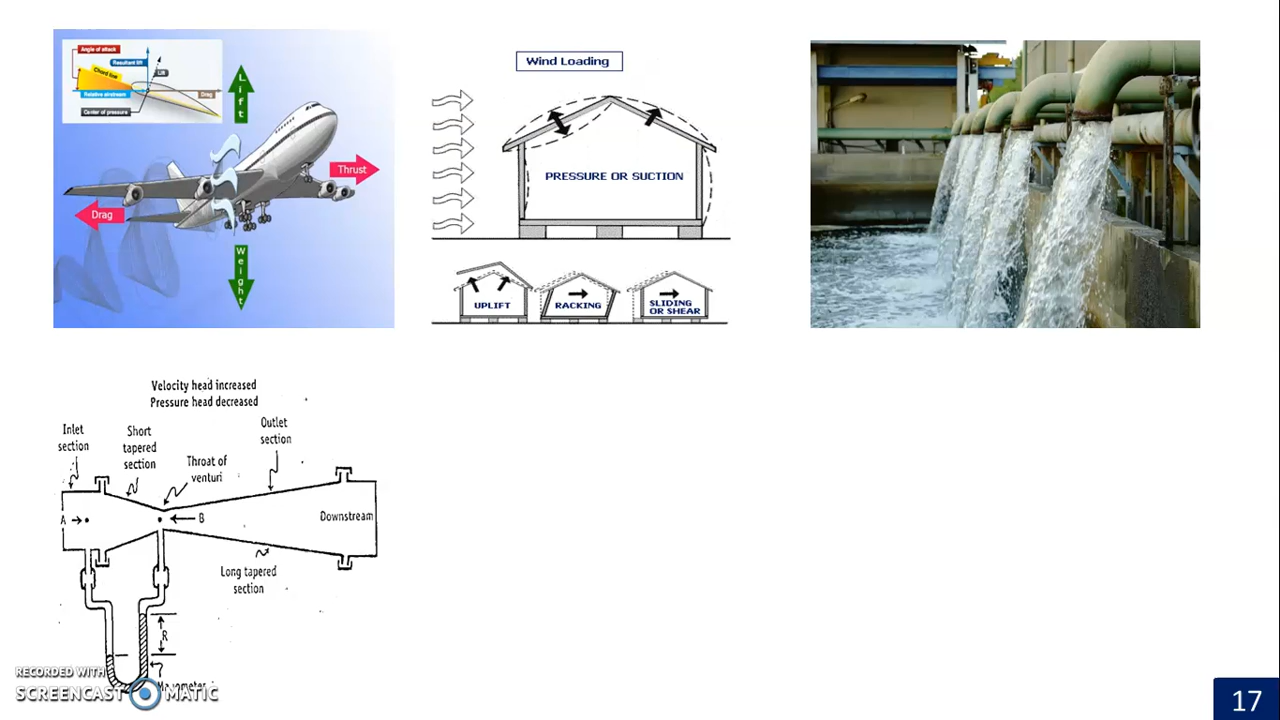 Angle of attack
Resultant lift
Lift
Chord line
Relative airstream
Drag
Center of pressure
Lift
Thrust
Drag
Weight
Wind Loading
PRESSURE OR SUCTION
UPLIFT
RACKING
SLIDING
OR SHEAR
Velocity head increased
Pressure head decreased
Inlet
section
Short
tapered
section
Throat of
venturi
Outlet
section
A
B
Downstream
Long tapered
section
R
RECORDED WITH
SCREENCAST MATIC
17